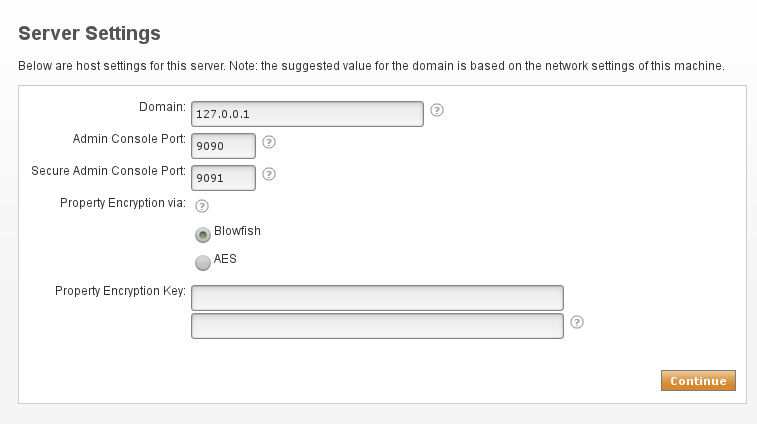 Server Settings
Below are host settings for this server. Note: the suggested value for the domain is based on the network settings of this machine.
Domain: 127.0.0.1 ?
Admin Console Port: 9090 ?
Secure Admin Console Port: 9091 ?
Property Encryption via: ?
Blowfish
AES
Property Encryption Key:
?
Continue